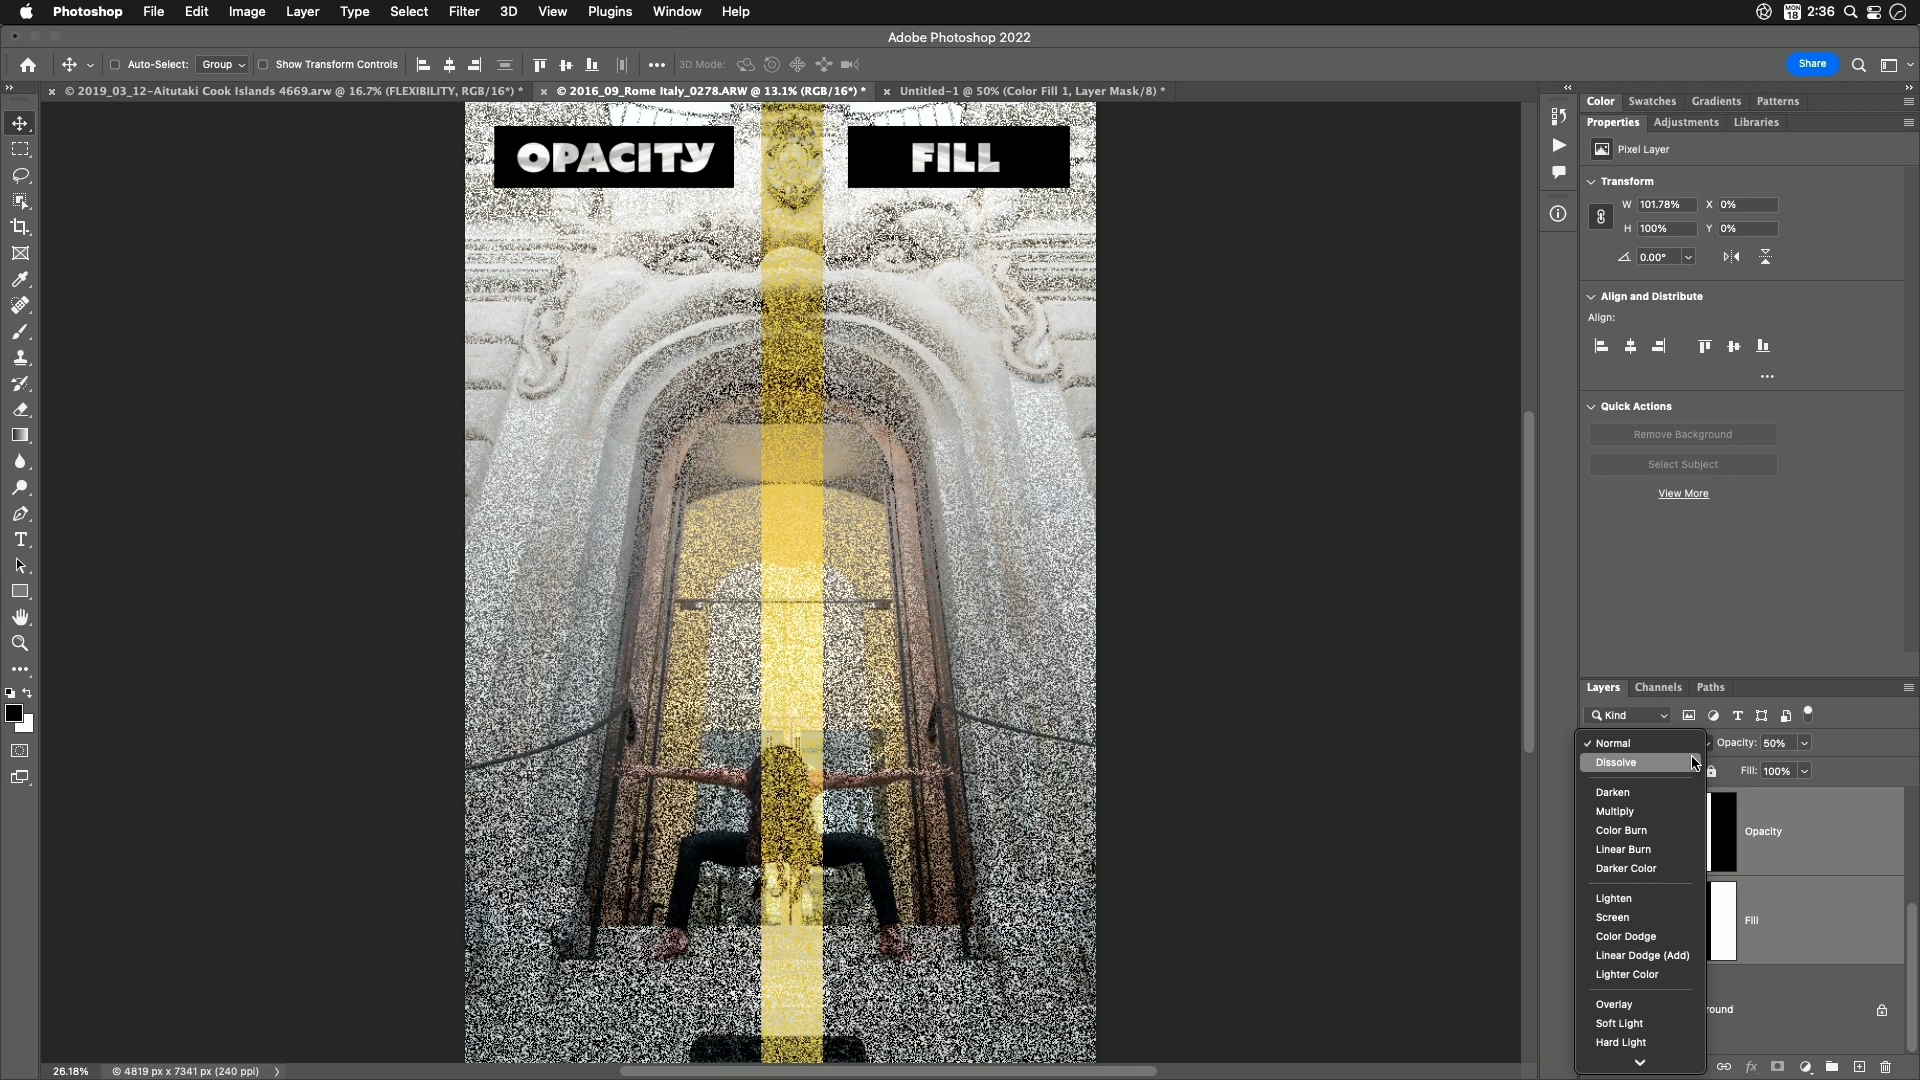 Photoshop File Edit Image Layer Type Select Filter 3D View Plugins Window Help MON 18 2:36
Adobe Photoshop 2022
Auto-Select: Group Show Transform Controls 3D Mode: Share
© 2019_03_12-Aitutaki Cook Islands 4669.arw @ 16.7% (FLEXIBILITY, RGB/16*) * © 2016_09_Rome Italy_0278.ARW @ 13.1% (RGB/16*) * Untitled-1 @ 50% (Color Fill 1, Layer Mask/8) *
OPACITY FILL
Color Swatches Gradients Patterns
Properties Adjustments Libraries
Pixel Layer
Transform
W 101.78% X 0%
H 100% Y 0%
0.00°
Align and Distribute
Align:
Quick Actions
Remove Background
Select Subject
View More
Layers Channels Paths
Kind
Normal Opacity: 50%
Dissolve Fill: 100%
Darken
Multiply
Color Burn Opacity
Linear Burn
Darker Color
Lighten
Screen Fill
Color Dodge
Linear Dodge (Add)
Lighter Color
Overlay round
Soft Light
Hard Light
fx
26.18% © 4819 px x 7341 px (240 ppi)